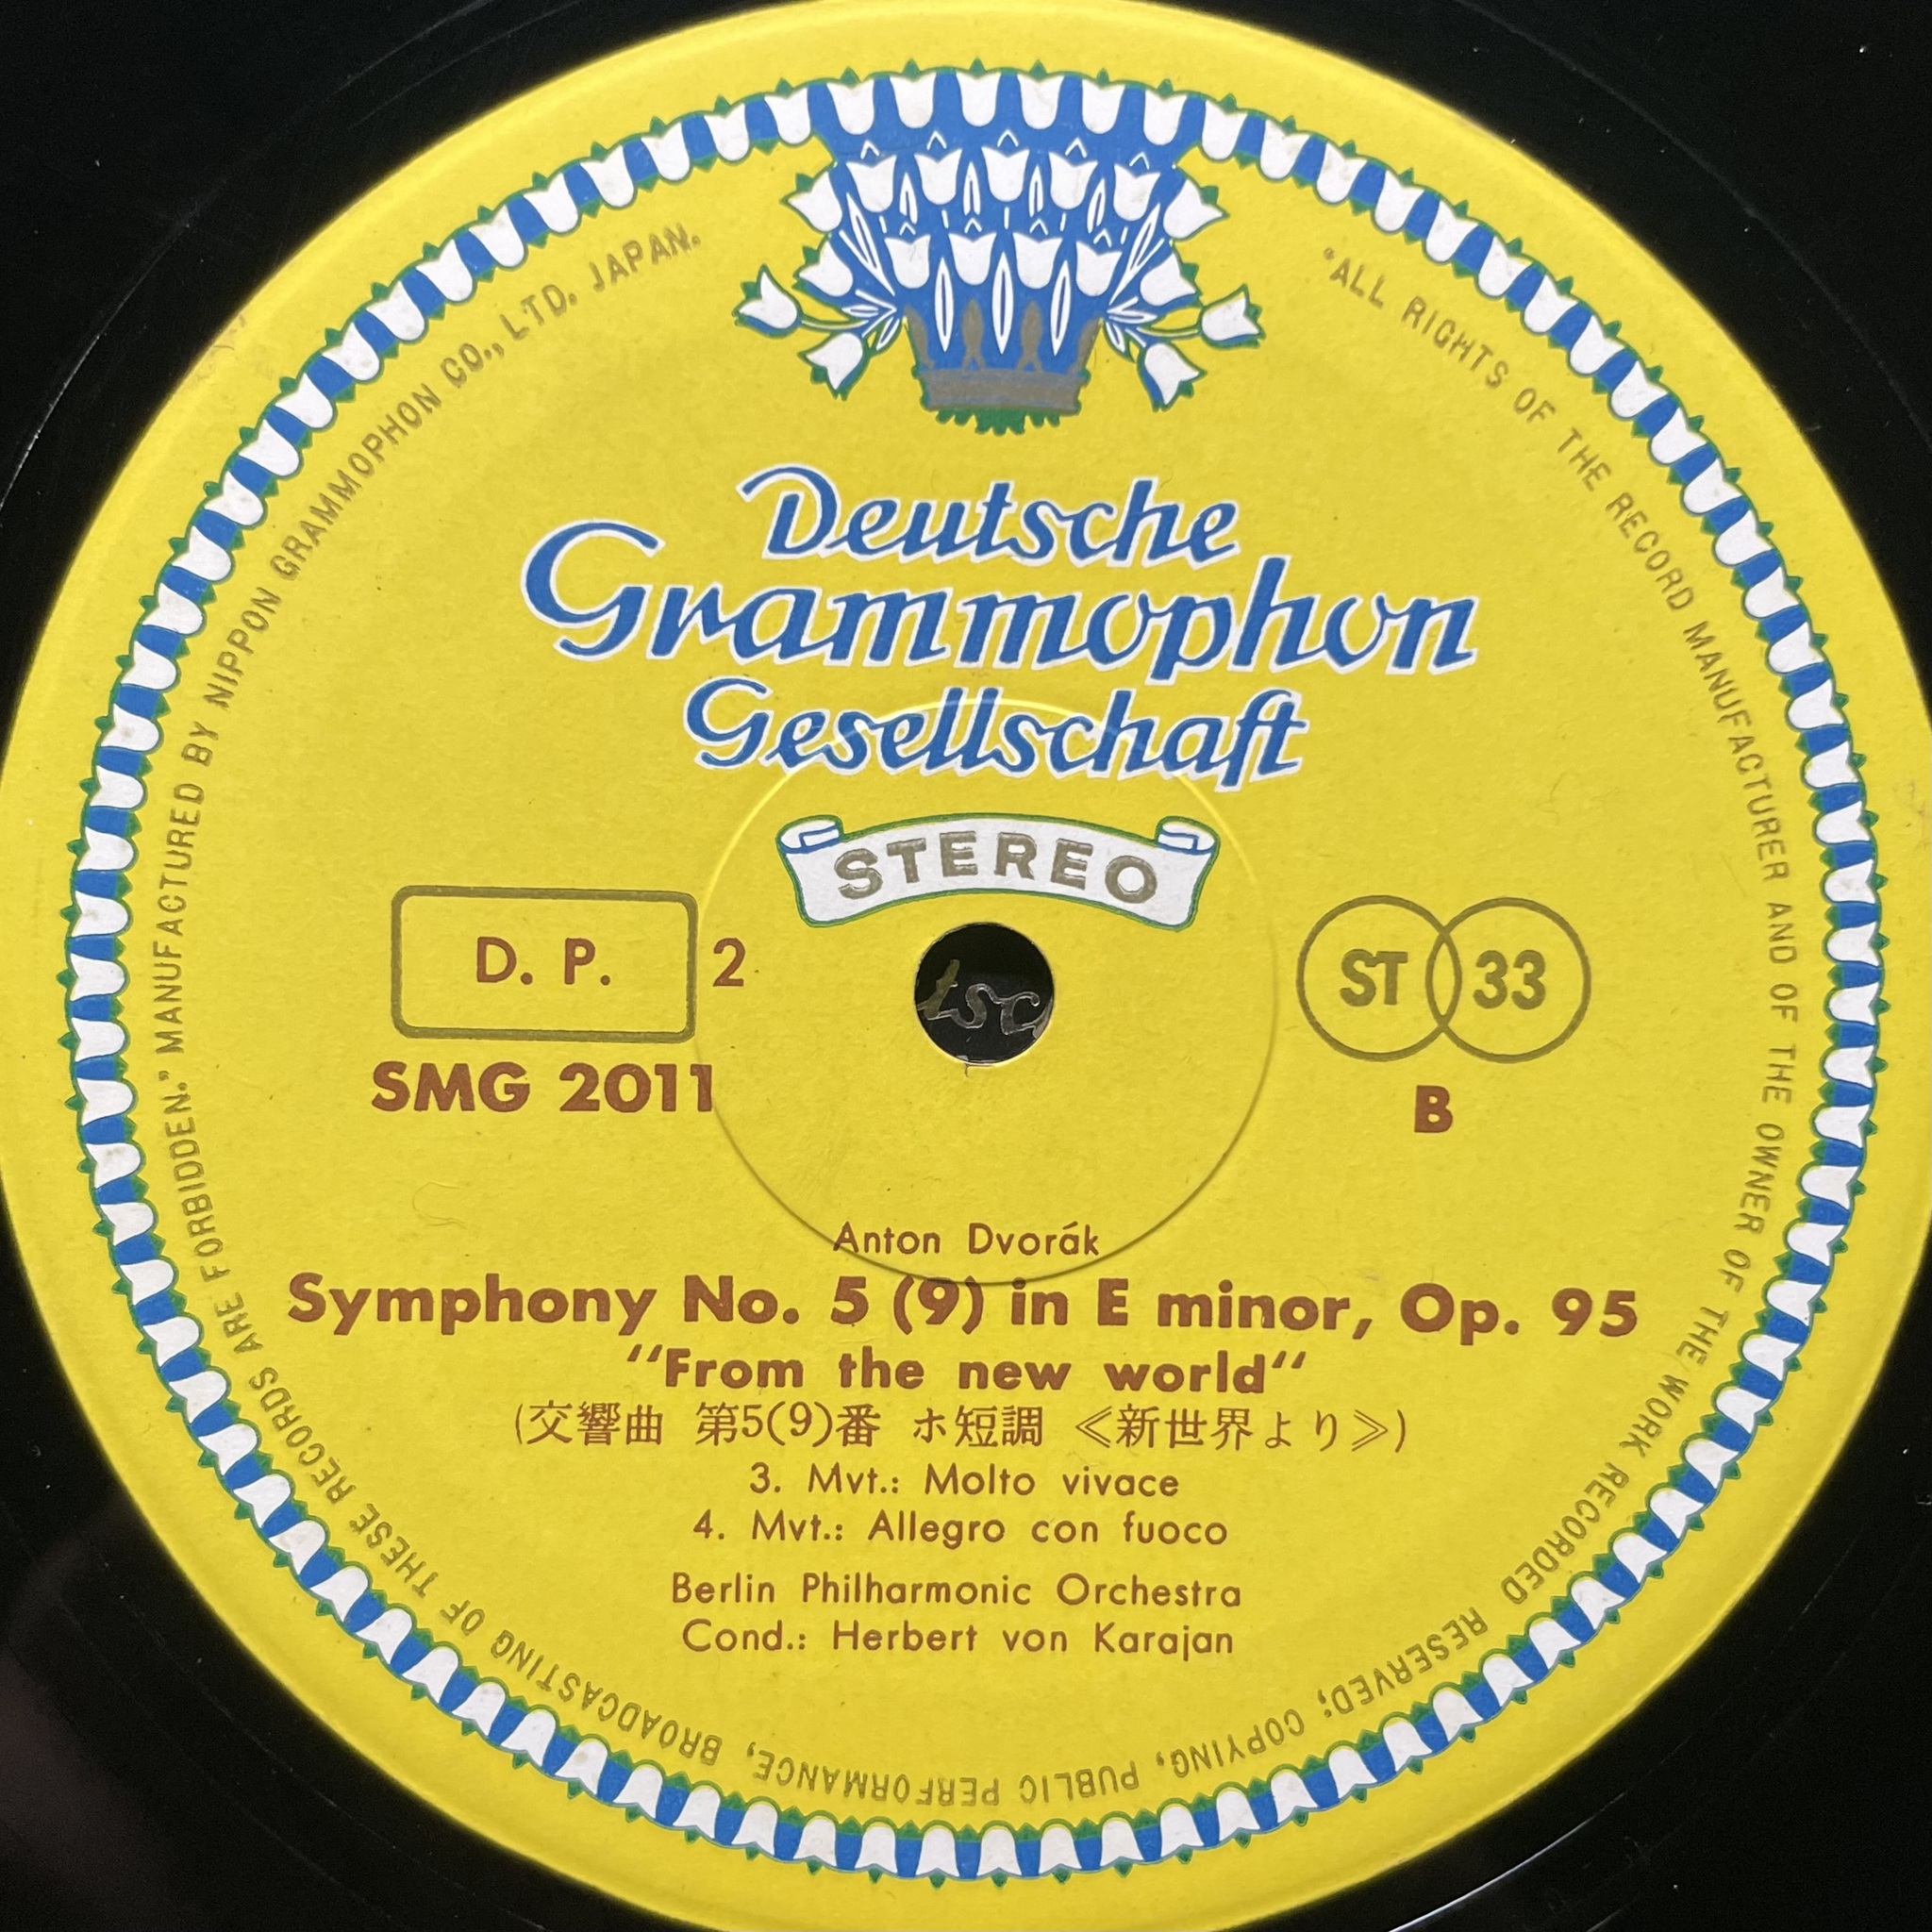 Deutsche
Grammophon
Gesellschaft
STEREO
D. P. 2
ST 33
SMG 2011
B
tsc
Anton Dvorák
Symphony No. 5 (9) in E minor, Op. 95
“From the new world“
(交響曲 第5(9)番 ホ短調 《新世界より》)
3. Mvt.: Molto vivace
4. Mvt.: Allegro con fuoco
Berlin Philharmonic Orchestra
Cond.: Herbert von Karajan
"ALL RIGHTS OF THE RECORD MANUFACTURER AND OF THE OWNER OF THE WORK RECORDED RESERVED; COPYING, PUBLIC PERFORMANCE, BROADCASTING OF THESE RECORDS ARE FORBIDDEN." MANUFACTURED BY NIPPON GRAMMOPHON CO., LTD. JAPAN.